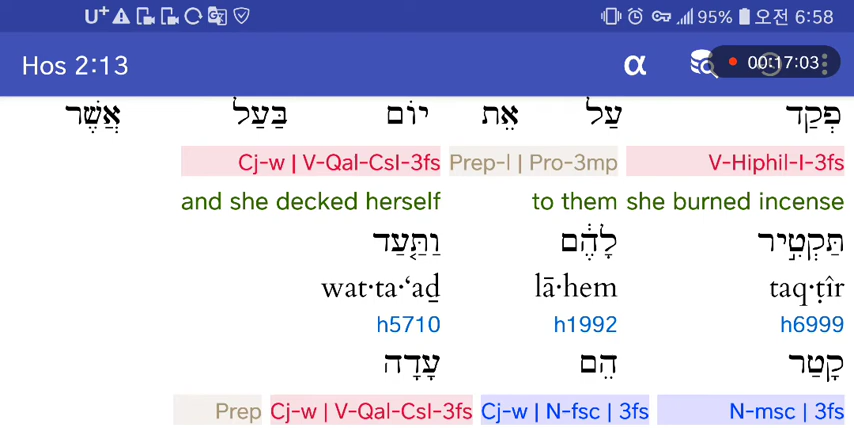 U+ 95% 오전 6:58
Hos 2:13 α 00:17:03
פְּקַד עַל אֵת יוֹם בַּעַל אֲשֶׁר
V-Hiphil-I-3fs Prep-l | Pro-3mp Cj-w | V-Qal-CsI-3fs
she burned incense to them and she decked herself
תַּקְטִ֣יר לָהֶ֔ם וַתַּ֤עַד
taq·ṭîr lā·hem wat·ta·‘aḏ
h6999 h1992 h5710
קָטַר הֵם עָדָה
N-msc | 3fs Cj-w | N-fsc | 3fs Cj-w | V-Qal-CsI-3fs Prep